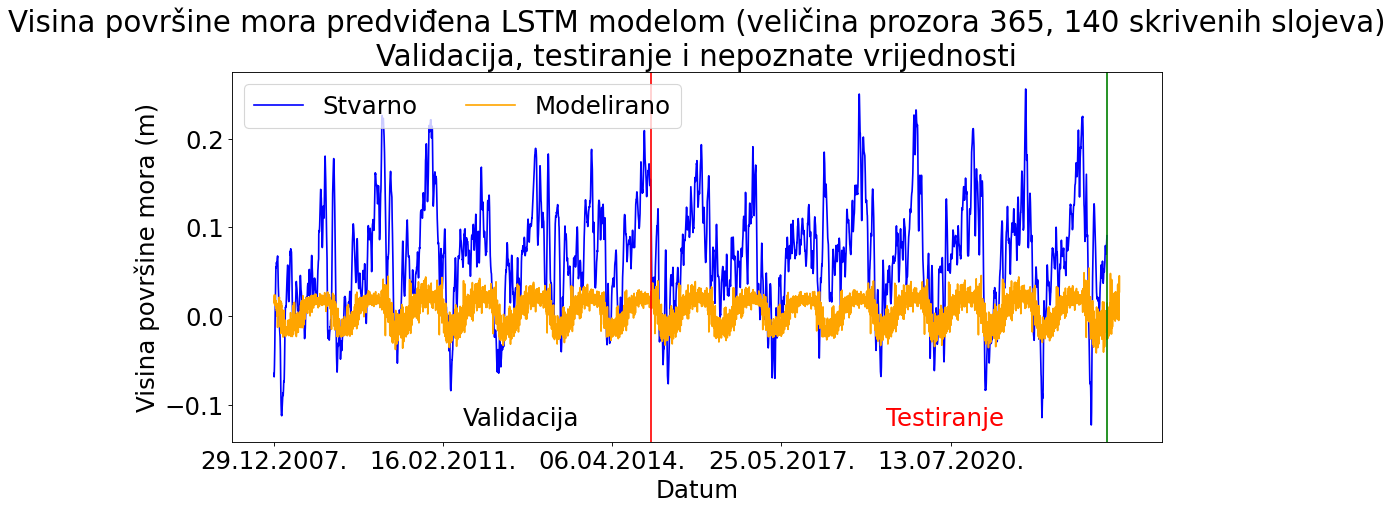 Visina površine mora predviđena LSTM modelom (veličina prozora 365, 140 skrivenih slojeva)
Validacija, testiranje i nepoznate vrijednosti
Stvarno Modelirano
Visina površine mora (m)
0.2
0.1
0.0
−0.1
Validacija Testiranje
29.12.2007. 16.02.2011. 06.04.2014. 25.05.2017. 13.07.2020.
Datum